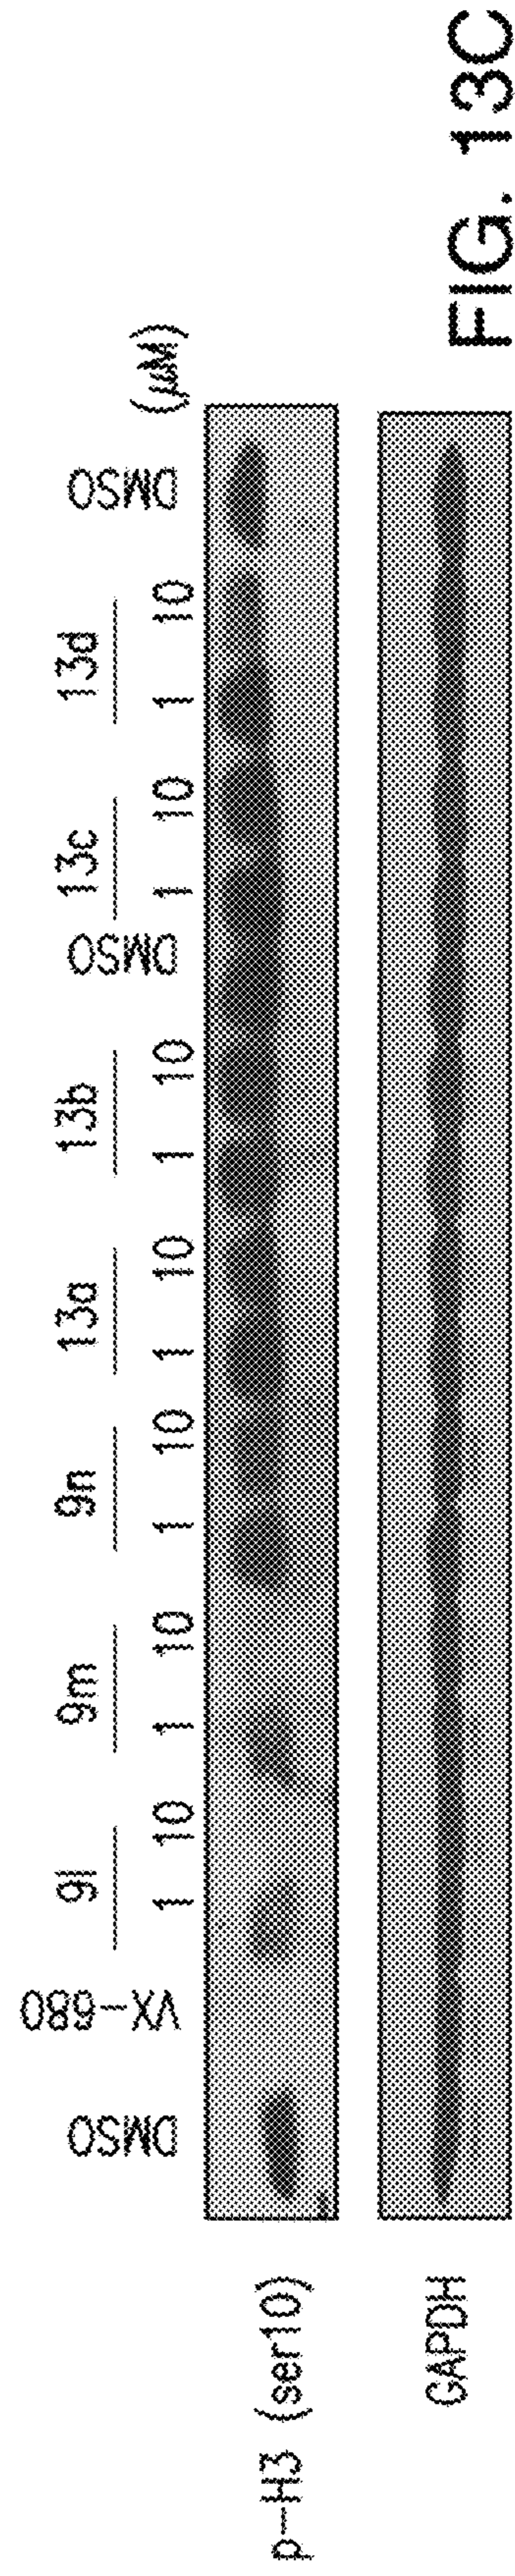 DMSO VX-680 9l 9m 9n 13a 13b DMSO 13c 13d DMSO
1 10 1 10 1 10 1 10 1 10 1 10 1 10 (μM)
p-H3 (ser10)
GAPDH
FIG. 13C